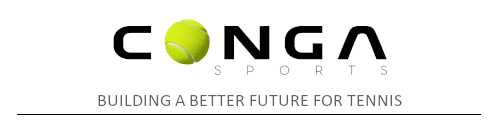 CONGA
SPORTS
BUILDING A BETTER FUTURE FOR TENNIS